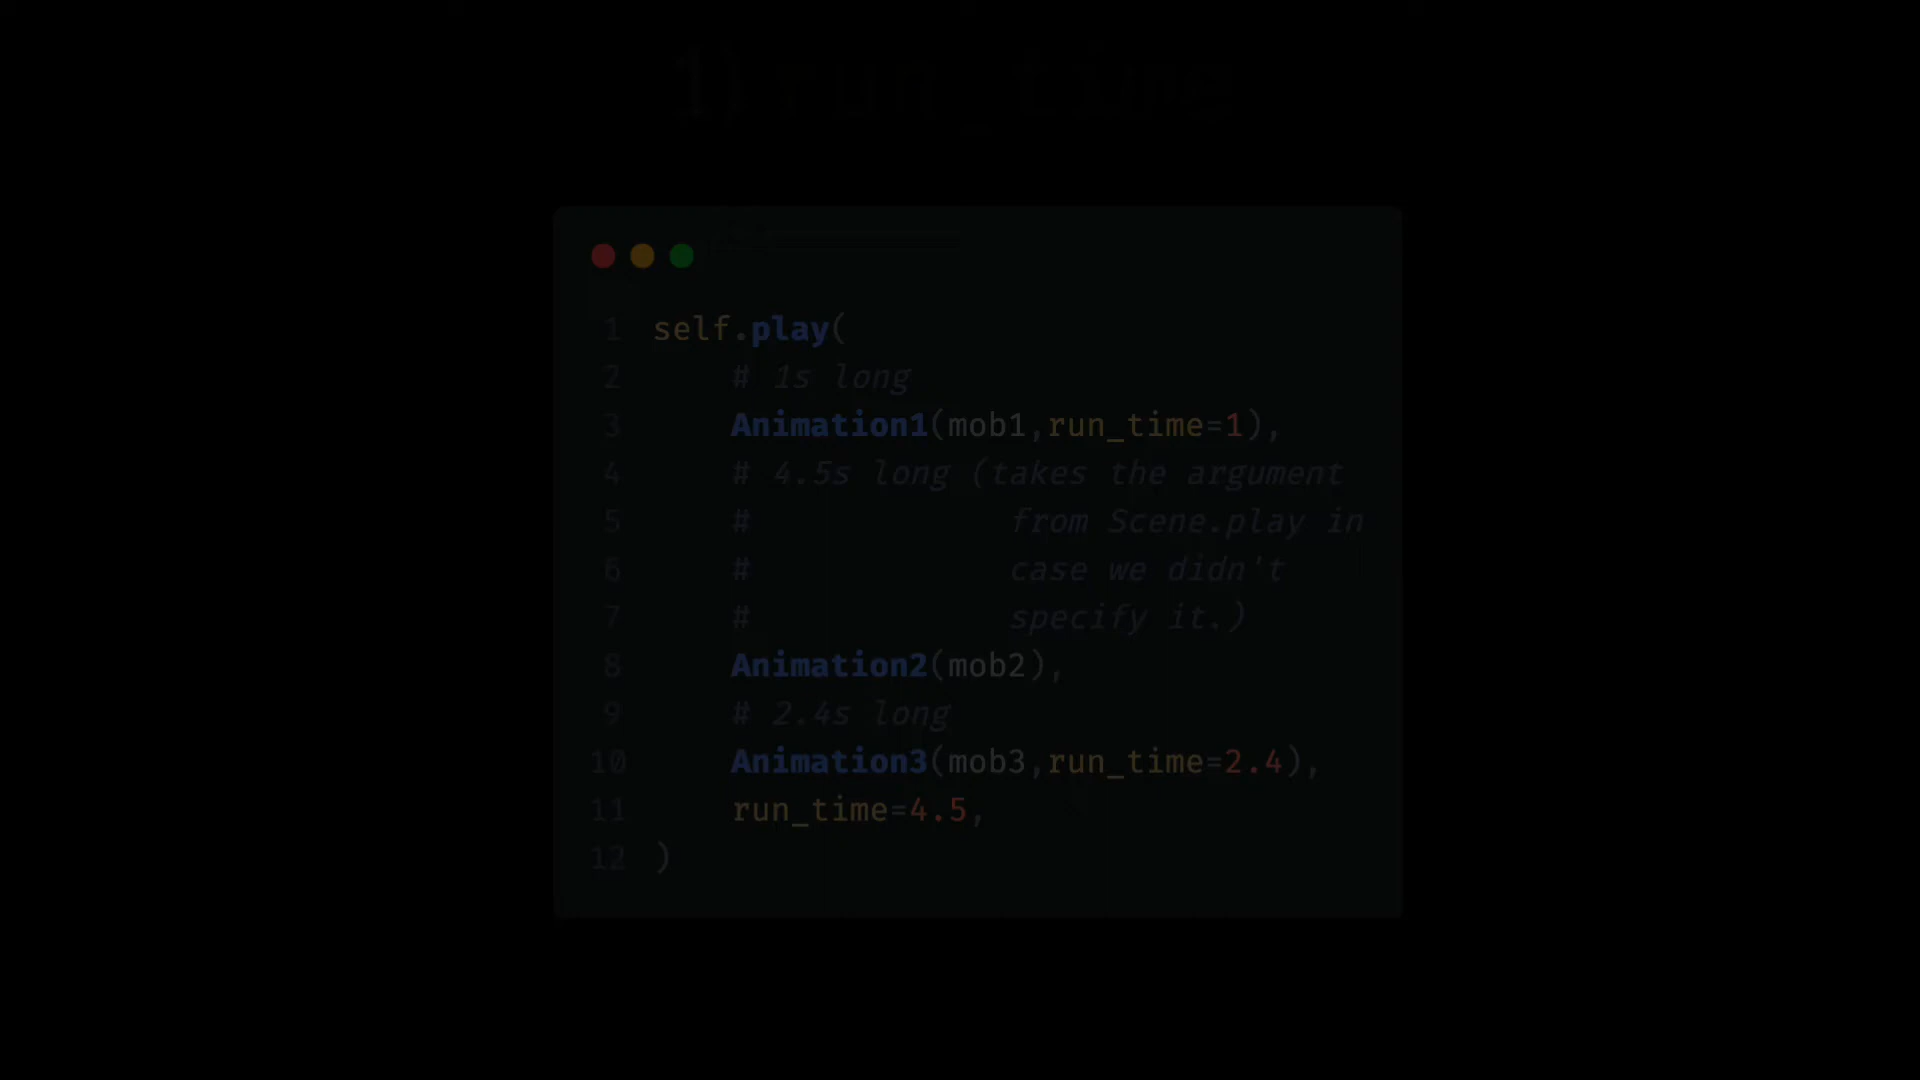 1) run_time
1 self.play(
2 # 1s long
3 Animation1(mob1,run_time=1),
4 # 4.5s long (takes the argument
5 # from Scene.play in
6 # case we didn't
7 # specify it.)
8 Animation2(mob2),
9 # 2.4s long
10 Animation3(mob3,run_time=2.4),
11 run_time=4.5,
12 )